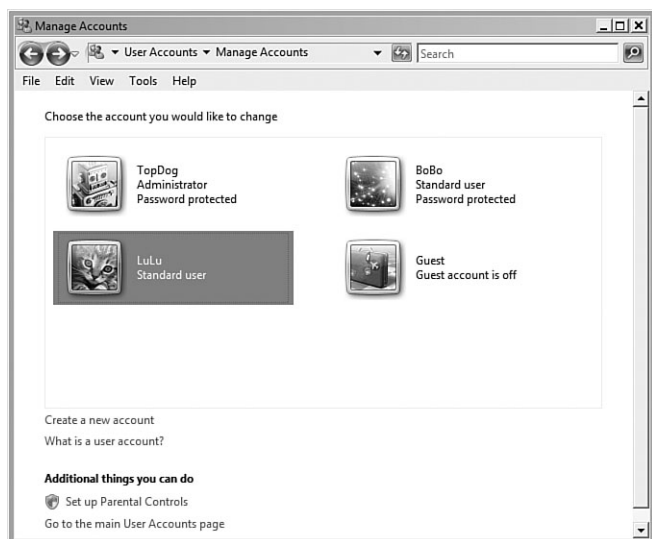 Manage Accounts
User Accounts Manage Accounts Search
File Edit View Tools Help
Choose the account you would like to change
TopDog
Administrator
Password protected
BoBo
Standard user
Password protected
LuLu
Standard user
Guest
Guest account is off
Create a new account
What is a user account?
Additional things you can do
Set up Parental Controls
Go to the main User Accounts page